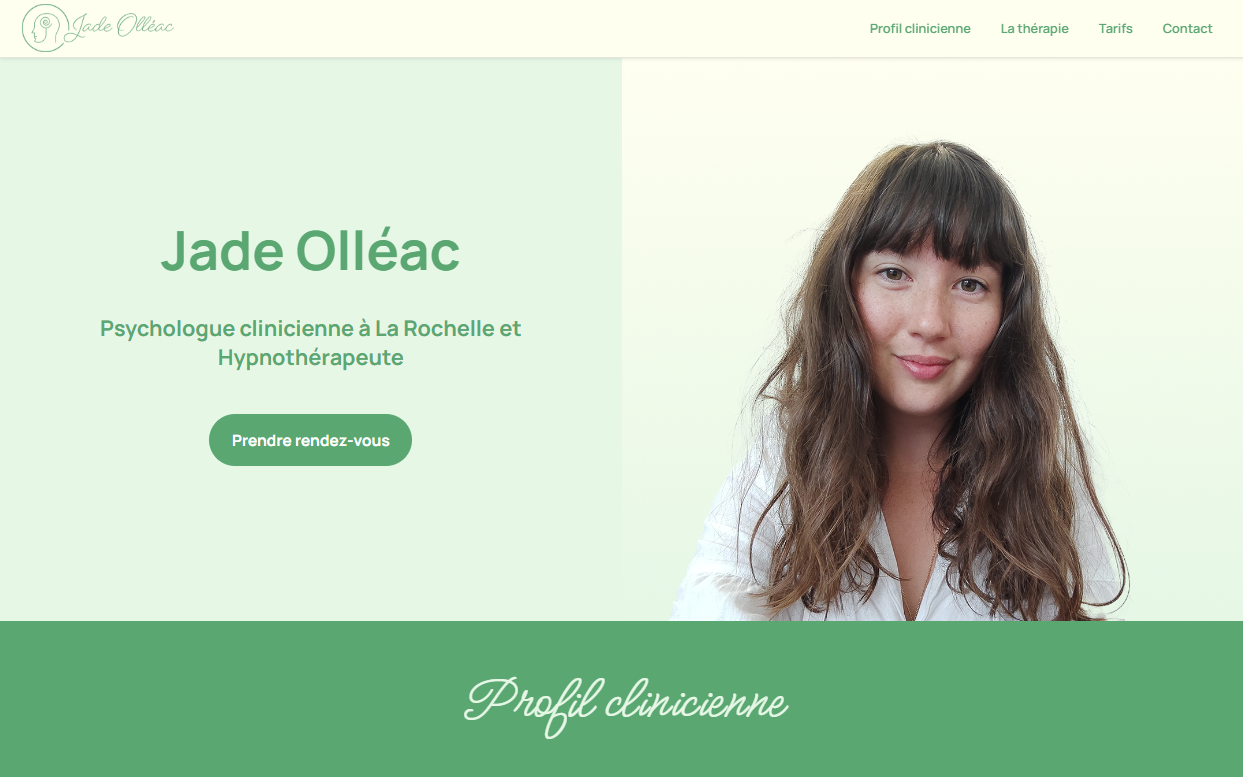 Jade Olléac
Profil clinicienne
La thérapie
Tarifs
Contact
Jade Olléac
Psychologue clinicienne à La Rochelle et
Hypnothérapeute
Prendre rendez-vous
Profil clinicienne